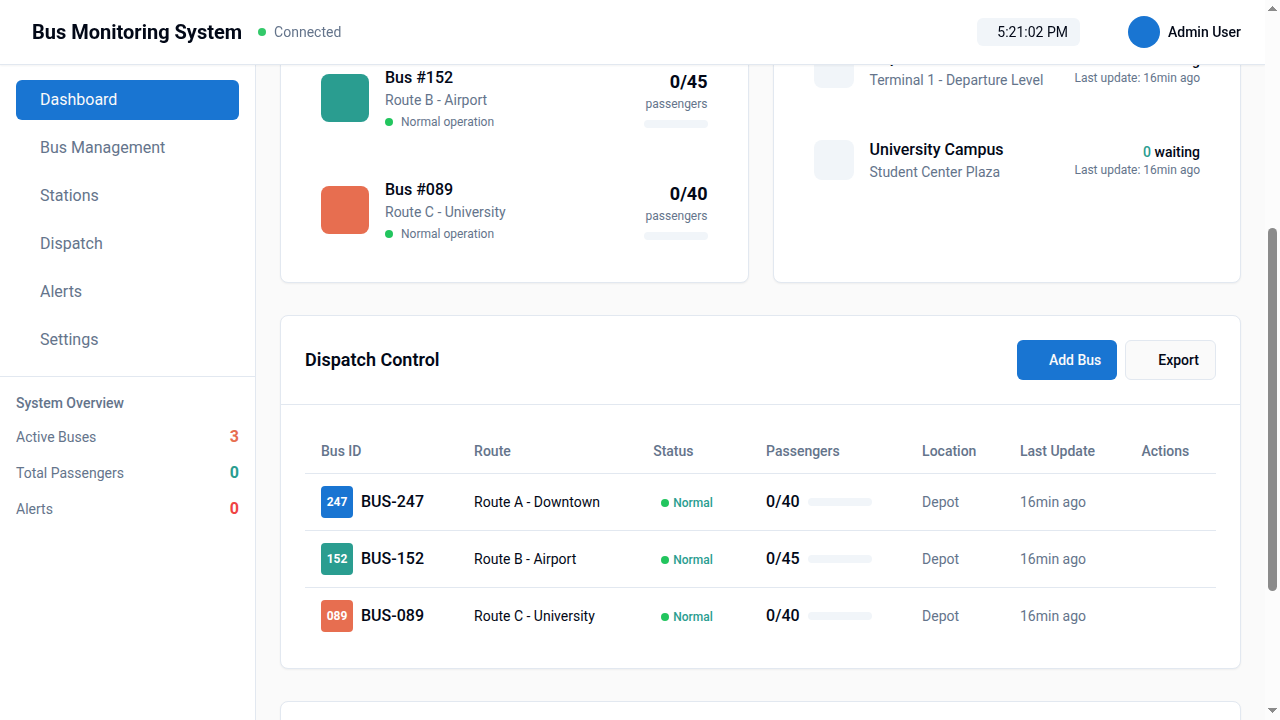 Bus Monitoring System
Connected
5:21:02 PM
Admin User
Dashboard
Bus Management
Stations
Dispatch
Alerts
Settings
System Overview
Active Buses 3
Total Passengers 0
Alerts 0
Bus #152
Route B - Airport
Normal operation
0/45
passengers
Bus #089
Route C - University
Normal operation
0/40
passengers
Terminal 1 - Departure Level
Last update: 16min ago
University Campus
Student Center Plaza
0 waiting
Last update: 16min ago
Dispatch Control
Add Bus
Export
Bus ID Route Status Passengers Location Last Update Actions
247 BUS-247 Route A - Downtown Normal 0/40 Depot 16min ago
152 BUS-152 Route B - Airport Normal 0/45 Depot 16min ago
089 BUS-089 Route C - University Normal 0/40 Depot 16min ago